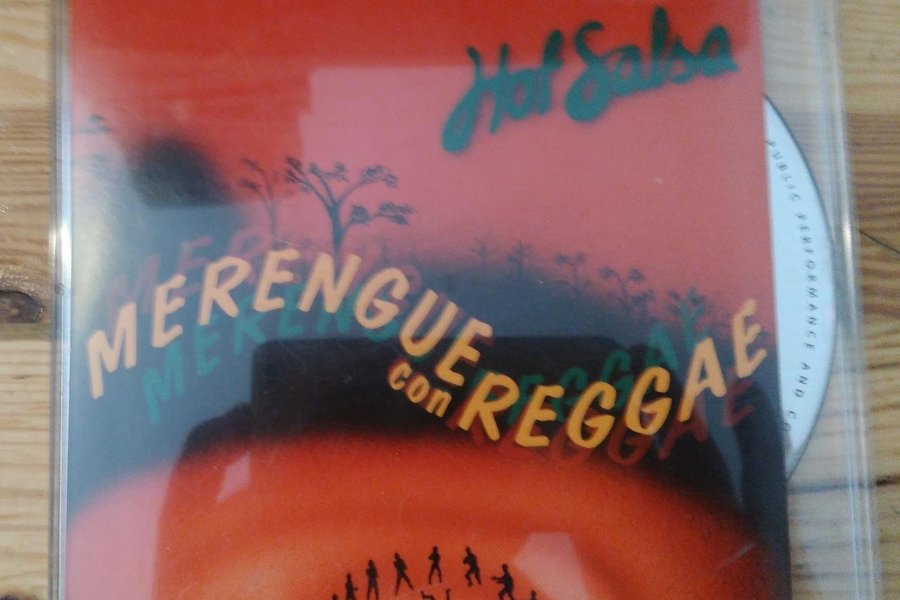 Hot Salsa
MERENGUE
con
REGGAE
PUBLIC PERFORMANCE AND